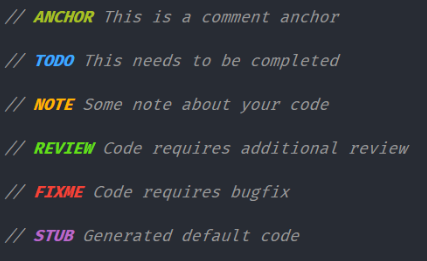 // ANCHOR This is a comment anchor
// TODO This needs to be completed
// NOTE Some note about your code
// REVIEW Code requires additional review
// FIXME Code requires bugfix
// STUB Generated default code